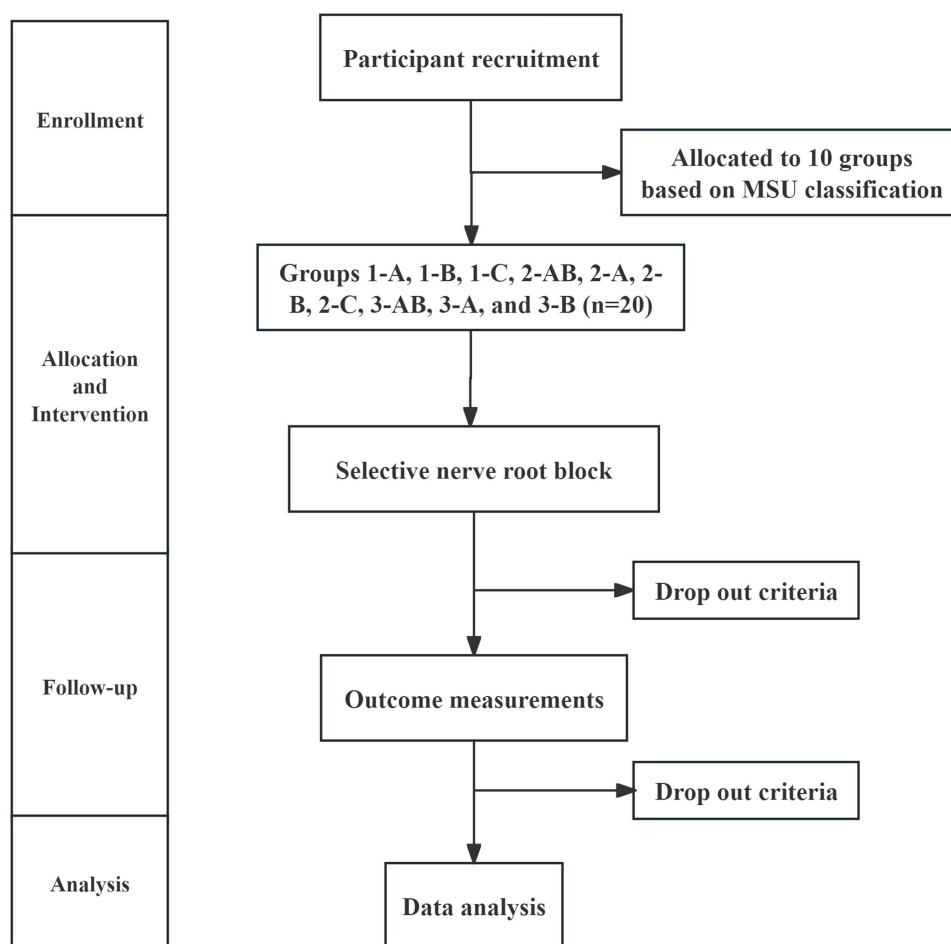 Participant recruitment
Enrollment
Allocated to 10 groups
based on MSU classification
Groups 1-A, 1-B, 1-C, 2-AB, 2-A, 2-
B, 2-C, 3-AB, 3-A, and 3-B (n=20)
Allocation
and
Intervention
Selective nerve root block
Drop out criteria
Follow-up
Outcome measurements
Drop out criteria
Analysis
Data analysis